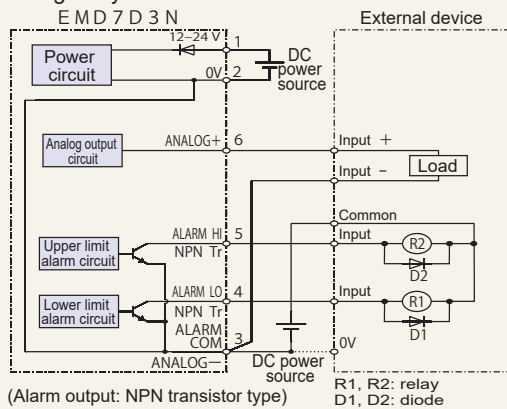 EMD7D3N
External device
12–24 V
1
Power
circuit
DC
power
source
0V
2
Analog output
circuit
ANALOG+
6
Input +
Input −
Load
Common
Upper limit
alarm circuit
ALARM HI
5
NPN Tr
Input
R2
D2
Lower limit
alarm circuit
ALARM LO
4
NPN Tr
Input
R1
D1
ALARM
COM
3
ANALOG−
DC power
source
0V
(Alarm output: NPN transistor type)
R1, R2: relay
D1, D2: diode